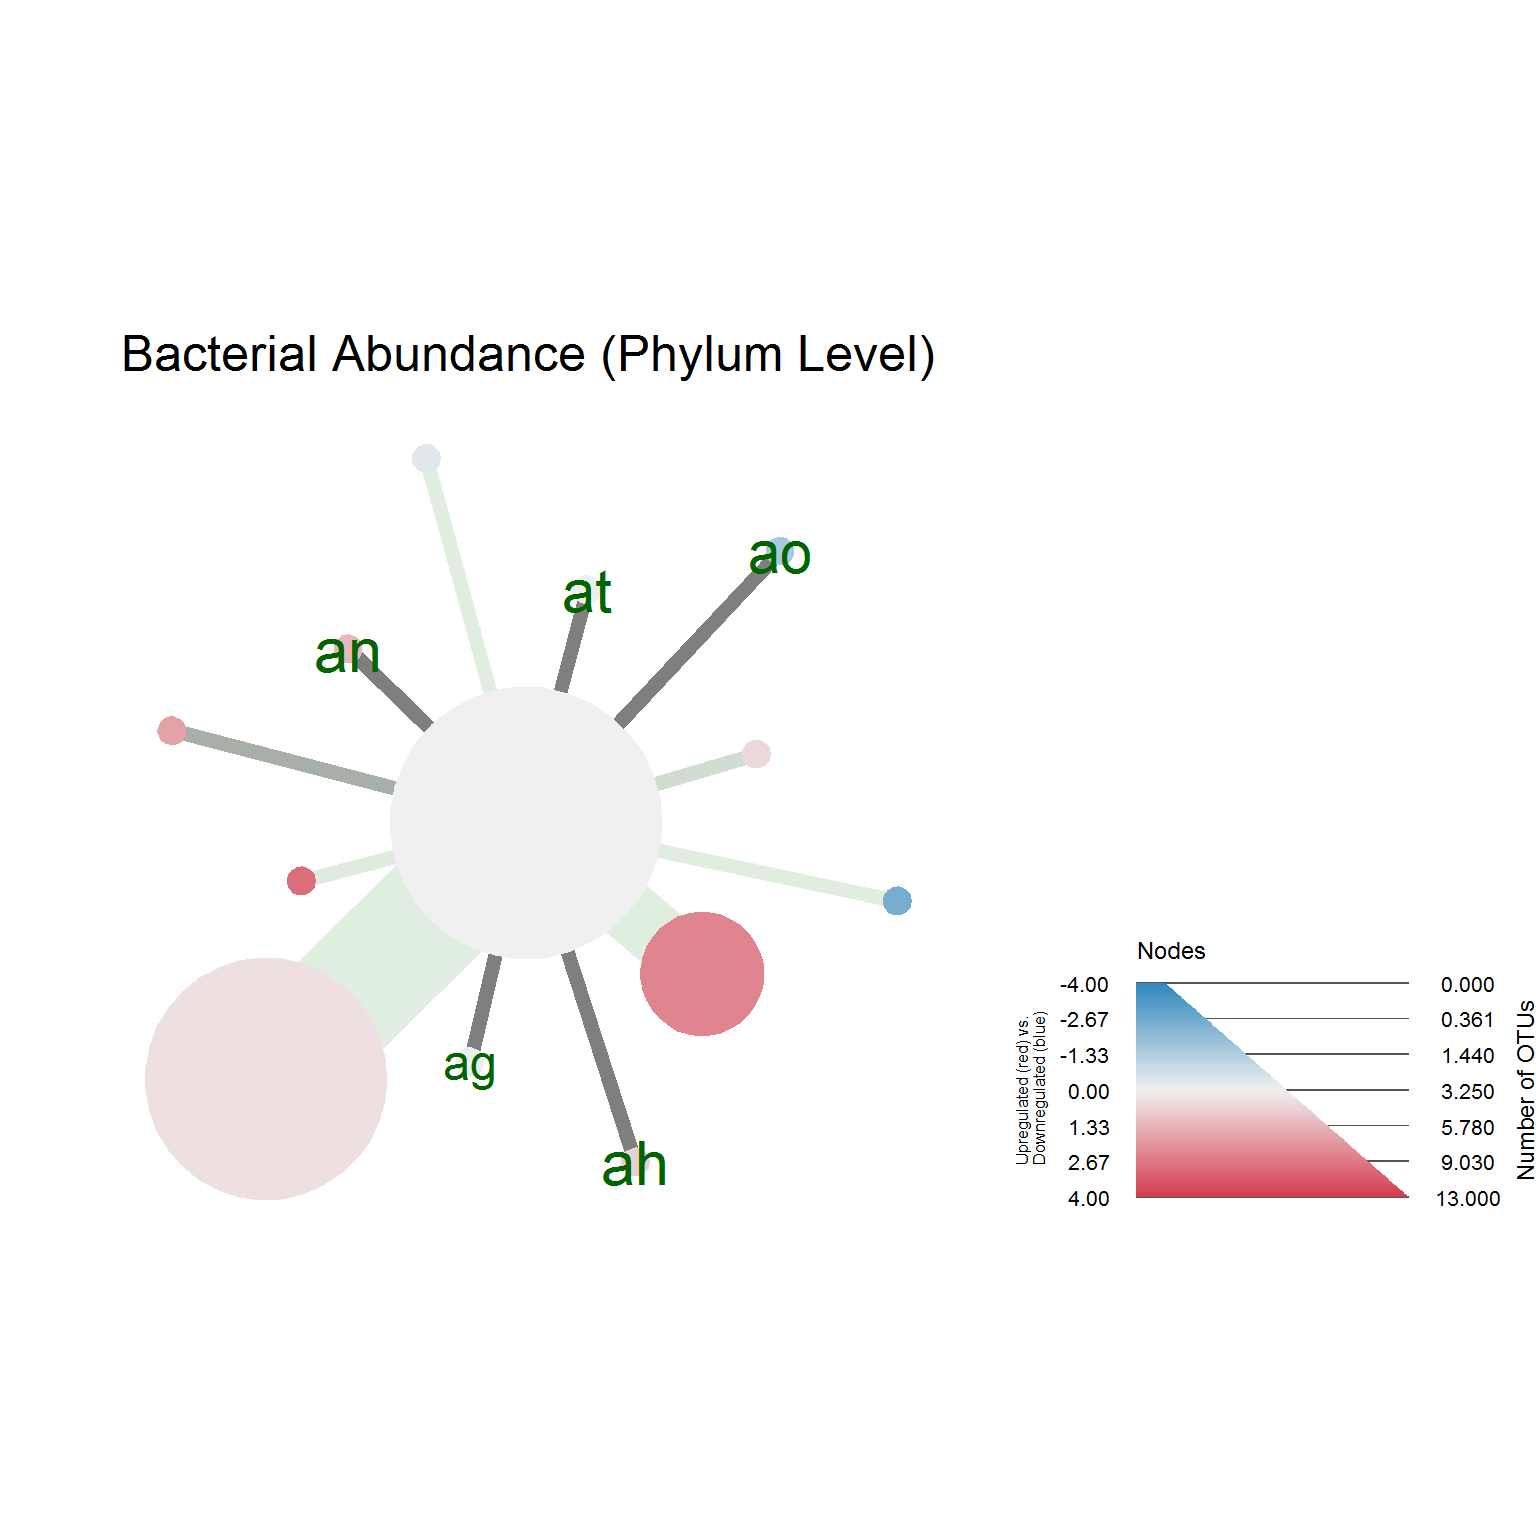 Bacterial Abundance (Phylum Level)
ao
at
an
ag
ah
Nodes
-4.00
-2.67
-1.33
0.00
1.33
2.67
4.00
0.000
0.361
1.440
3.250
5.780
9.030
13.000
Upregulated (red) vs.
Downregulated (blue)
Number of OTUs